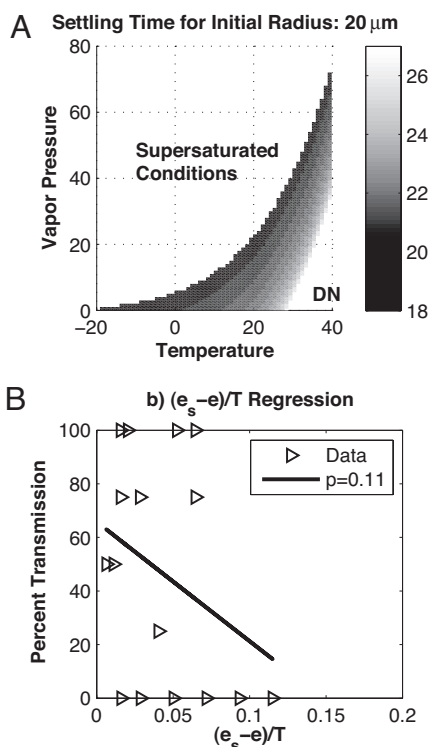 A
Settling Time for Initial Radius: 20 μm
80
60
40
20
0
Vapor Pressure
Supersaturated
Conditions
DN
−20
0
20
40
Temperature
26
24
22
20
18
B
b) (e_s−e)/T Regression
100
80
60
40
20
0
Percent Transmission
Data
p=0.11
0
0.05
0.1
0.15
0.2
(e_s−e)/T